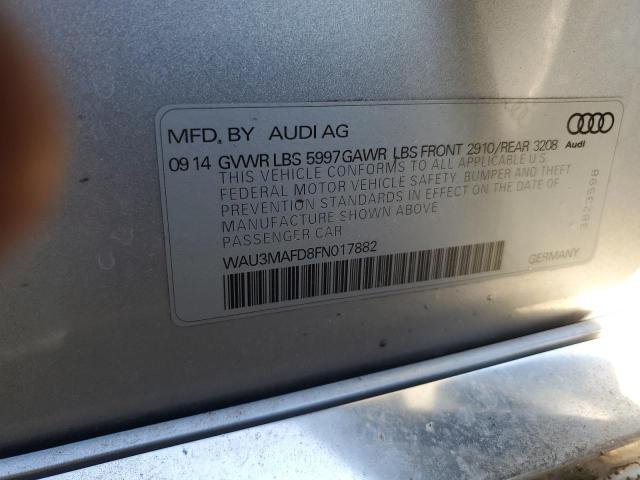 MFD. BY AUDI AG
Audi
09 14 GVWR LBS 5997 GAWR LBS FRONT 2910/REAR 3208
THIS VEHICLE CONFORMS TO ALL APPLICABLE U.S.
FEDERAL MOTOR VEHICLE SAFETY, BUMPER AND THEFT
PREVENTION STANDARDS IN EFFECT ON THE DATE OF
MANUFACTURE SHOWN ABOVE
PASSENGER CAR
3823598
WAU3MAFD8FN017882
GERMANY